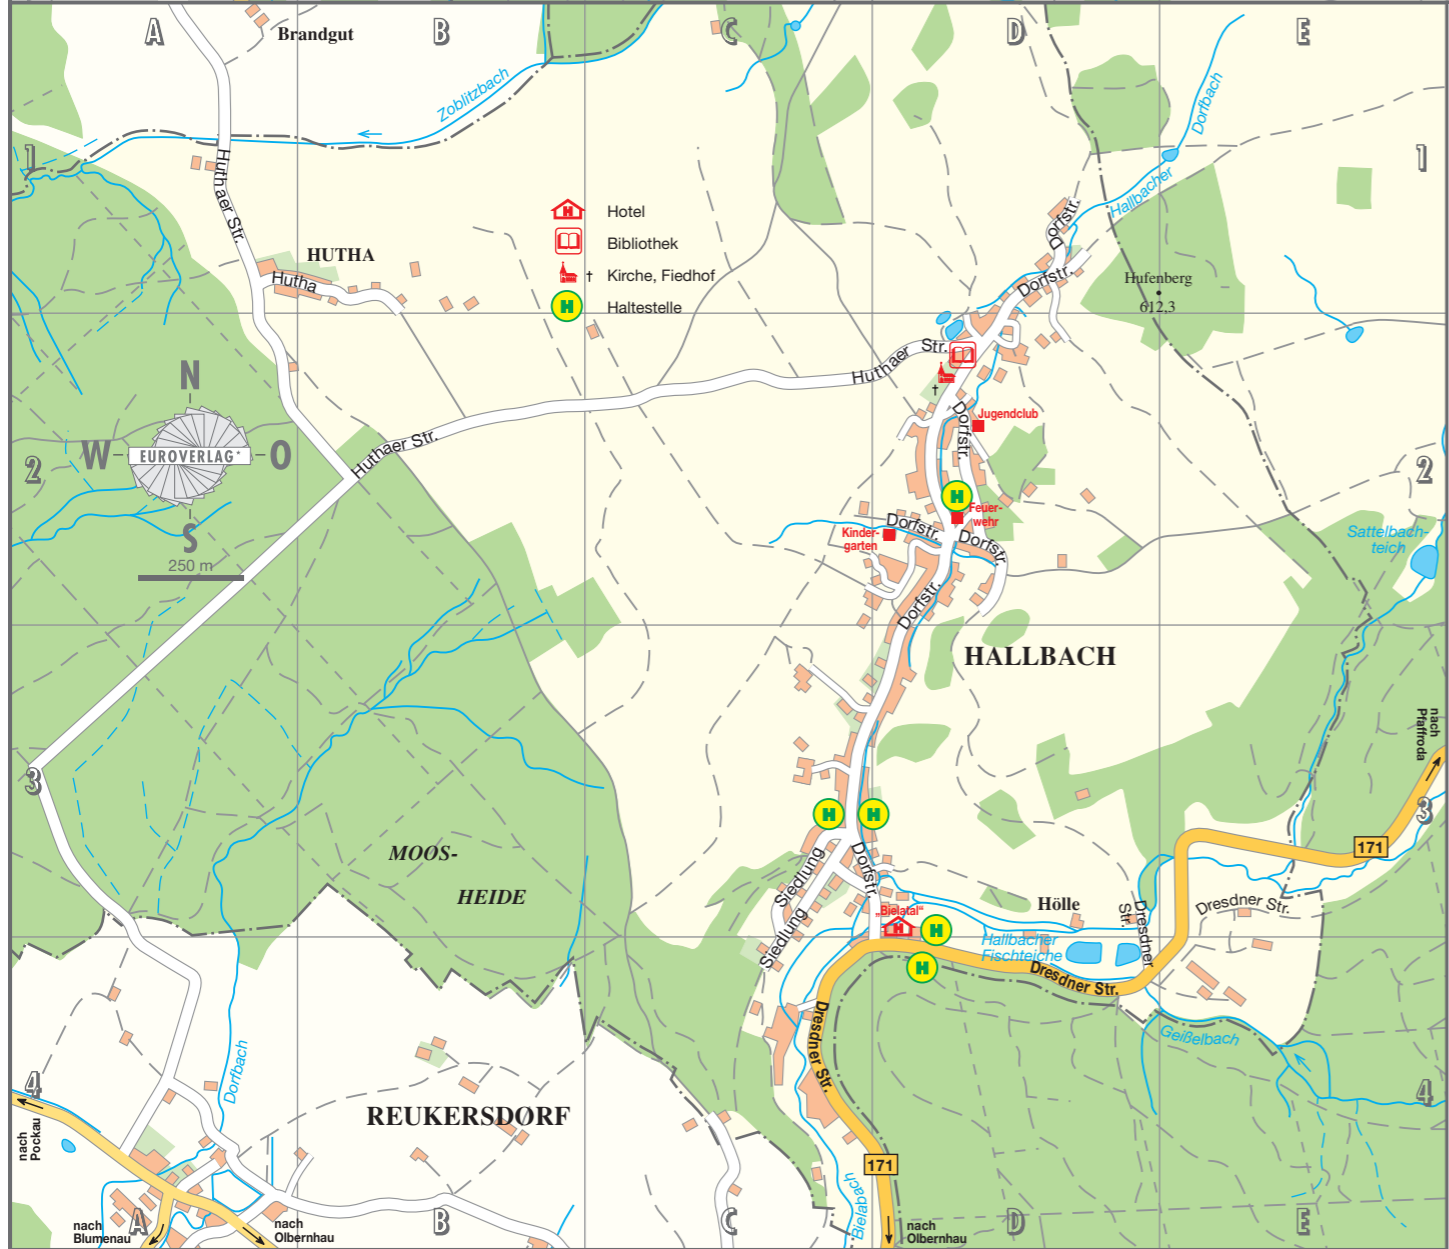 A
B
C
D
E
Brandgut
Zoblitzbach
Dorfbach
Hallbacher
1
1
Huthaer Str.
Hotel
Bibliothek
† Kirche, Fiedhof
H Haltestelle
HUTHA
Hutha
Dorfstr.
Dorfstr.
Hufenberg
612,3
Huthaer Str.
†
Jugendclub
Dorfstr.
N
W
O
S
EUROVERLAG
250 m
2
2
Huthaer Str.
H
Feuer-
wehr
Kinder-
garten
Dorfstr.
Dorfstr.
Dorfstr.
Sattelbach-
teich
HALLBACH
nach
Pfaffroda
3
3
H
H
171
MOOS-
HEIDE
Siedlung
Siedlung
Dorfstr.
„Bielatal“
H
H
H
Hölle
Hallbacher
Fischteiche
Dresdner
Str.
Dresdner Str.
Dresdner Str.
Dresdner Str.
Geißelbach
Dorfbach
4
4
REUKERSDORF
nach
Pockau
171
Bielabach
nach
Blumenau
nach
Olbernhau
nach
Olbernhau
A
B
C
D
E